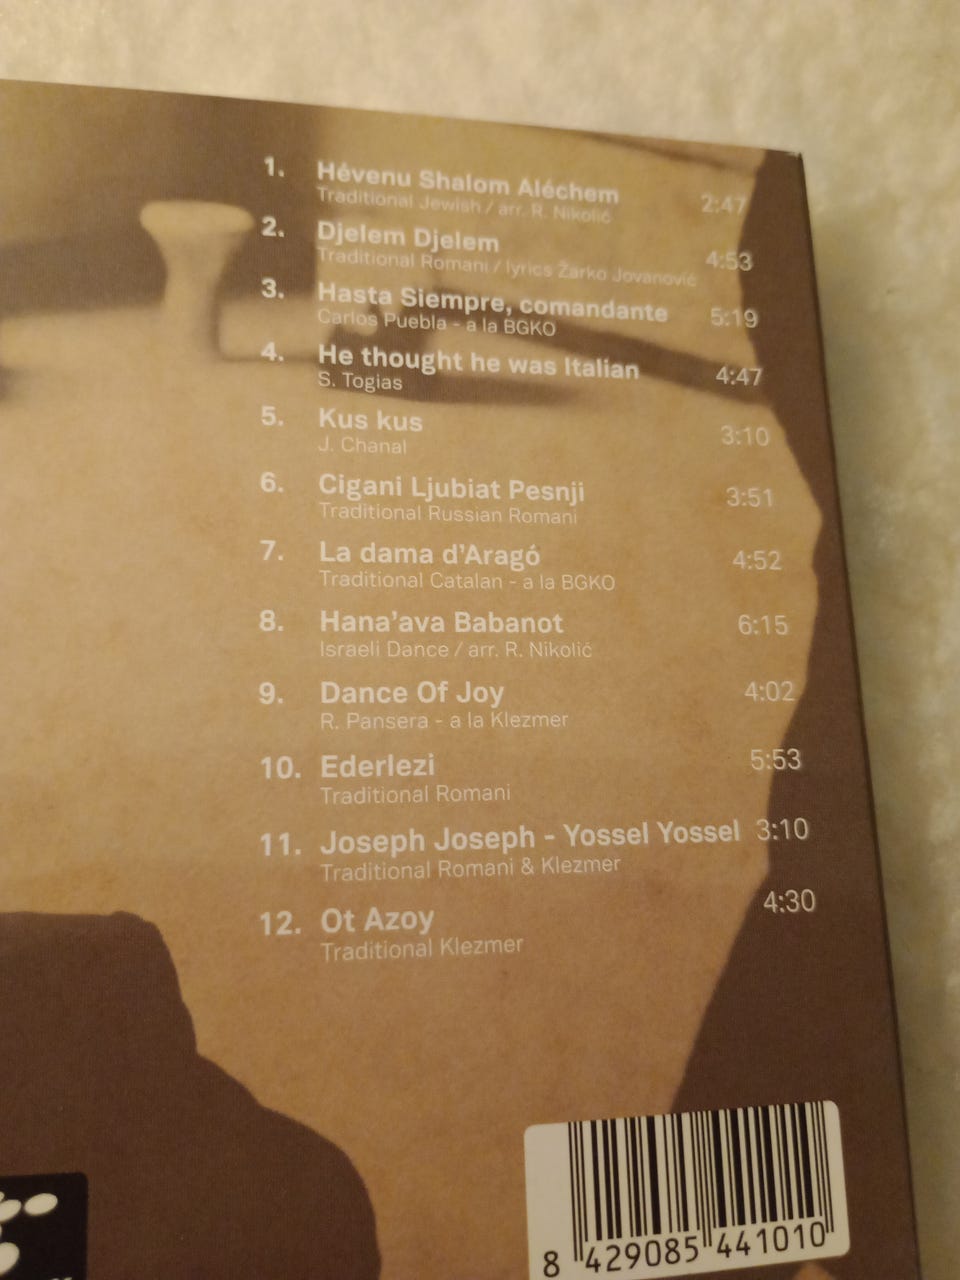 1. Hévenu Shalom Aléchem 2:47
Traditional Jewish / arr. R. Nikolić
2. Djelem Djelem 4:53
Traditional Romani / lyrics Žarko Jovanović
3. Hasta Siempre, comandante 5:19
Carlos Puebla - a la BGKO
4. He thought he was Italian 4:47
S. Togias
5. Kus kus 3:10
J. Chanal
6. Cigani Ljubiat Pesnji 3:51
Traditional Russian Romani
7. La dama d'Aragó 4:52
Traditional Catalan - a la BGKO
8. Hana'ava Babanot 6:15
Israeli Dance / arr. R. Nikolić
9. Dance Of Joy 4:02
R. Pansera - a la Klezmer
10. Ederlezi 5:53
Traditional Romani
11. Joseph Joseph - Yossel Yossel 3:10
Traditional Romani & Klezmer
12. Ot Azoy 4:30
Traditional Klezmer
8 429085 441010